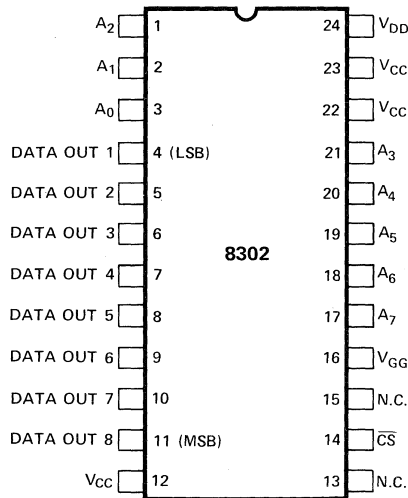 A2 1 24 VDD
A1 2 23 VCC
A0 3 22 VCC
DATA OUT 1 4 (LSB) 21 A3
DATA OUT 2 5 20 A4
DATA OUT 3 6 19 A5
8302
DATA OUT 4 7 18 A6
DATA OUT 5 8 17 A7
DATA OUT 6 9 16 VGG
DATA OUT 7 10 15 N.C.
DATA OUT 8 11 (MSB) 14 C̅S̅
VCC 12 13 N.C.